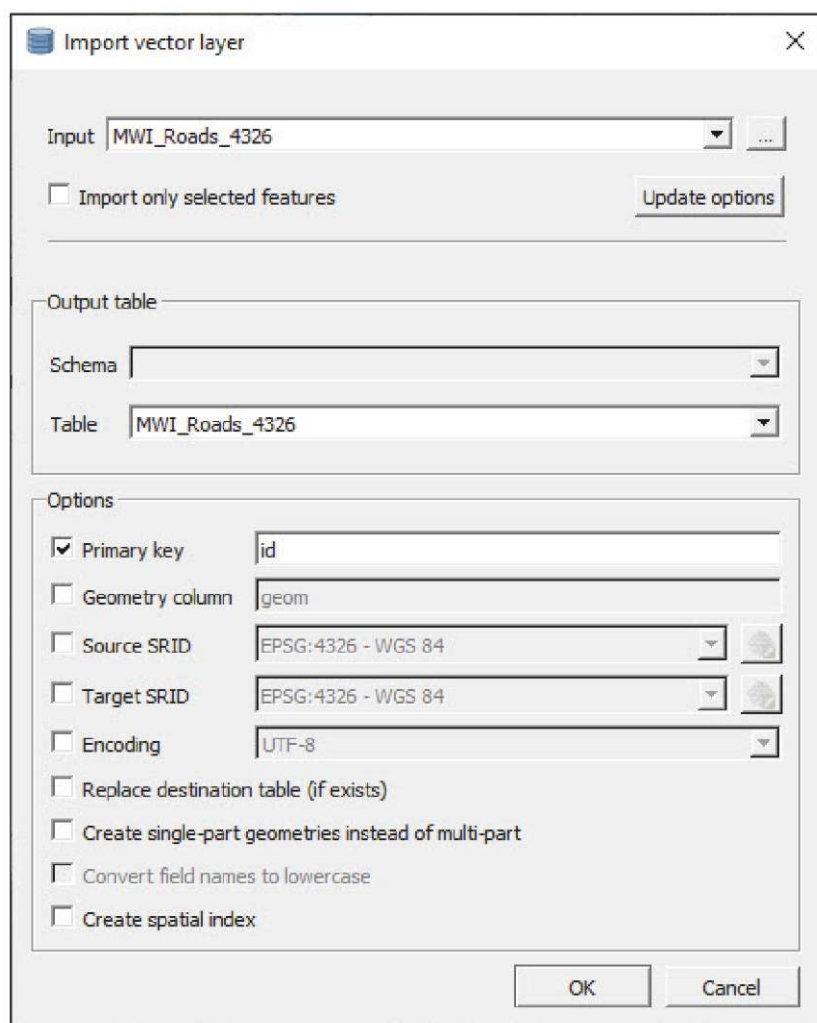 Import vector layer
Input MWI_Roads_4326 ...
Import only selected features Update options
Output table
Schema
Table MWI_Roads_4326
Options
Primary key id
Geometry column geom
Source SRID EPSG:4326 - WGS 84
Target SRID EPSG:4326 - WGS 84
Encoding UTF-8
Replace destination table (if exists)
Create single-part geometries instead of multi-part
Convert field names to lowercase
Create spatial index
OK Cancel